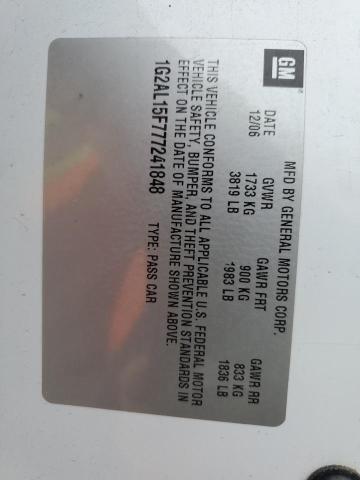 GM
MFD BY GENERAL MOTORS CORP.
DATE GVWR GAWR FRT GAWR RR
12/06 1733 KG 900 KG 833 KG
3819 LB 1983 LB 1836 LB
THIS VEHICLE CONFORMS TO ALL APPLICABLE U.S. FEDERAL MOTOR
VEHICLE SAFETY, BUMPER, AND THEFT PREVENTION STANDARDS IN
EFFECT ON THE DATE OF MANUFACTURE SHOWN ABOVE.
1G2AL15F777241848 TYPE: PASS CAR